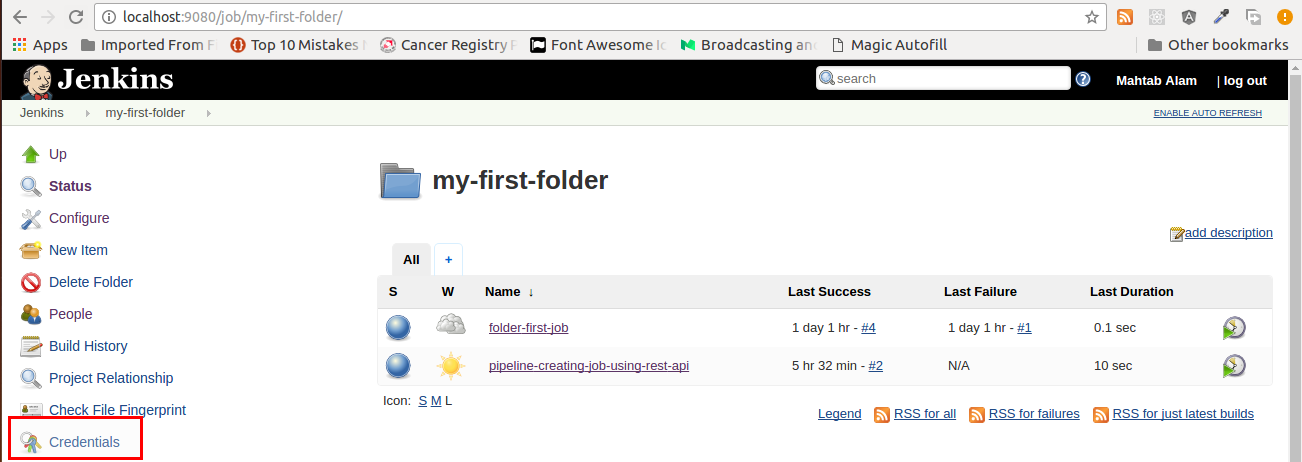 localhost:9080/job/my-first-folder/
Apps Imported From F Top 10 Mistakes Cancer Registry Font Awesome Ic Broadcasting an Magic Autofill Other bookmarks
Jenkins search ? Mahtab Alam | log out
Jenkins my-first-folder ENABLE AUTO REFRESH
Up
Status
Configure
New Item
Delete Folder
People
Build History
Project Relationship
Check File Fingerprint
Credentials
my-first-folder
add description
All +
S W Name ↓ Last Success Last Failure Last Duration
folder-first-job 1 day 1 hr - #4 1 day 1 hr - #1 0.1 sec
pipeline-creating-job-using-rest-api 5 hr 32 min - #2 N/A 10 sec
Icon: S M L
Legend RSS for all RSS for failures RSS for just latest builds